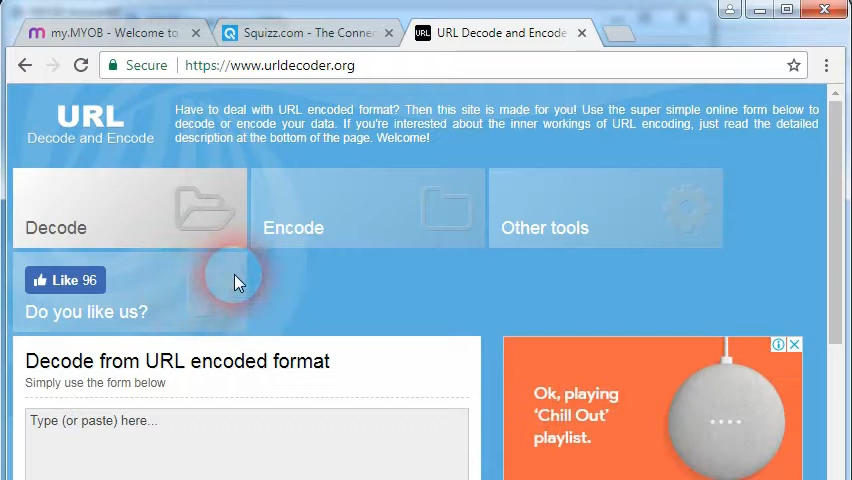 my.MYOB - Welcome to
Squizz.com - The Connec
URL
URL Decode and Encode
Secure
https://www.urldecoder.org
URL
Decode and Encode
Have to deal with URL encoded format? Then this site is made for you! Use the super simple online form below to
decode or encode your data. If you're interested about the inner workings of URL encoding, just read the detailed
description at the bottom of the page. Welcome!
Decode
Encode
Other tools
Like 96
Do you like us?
Decode from URL encoded format
Simply use the form below
Type (or paste) here...
Ok, playing
'Chill Out'
playlist.